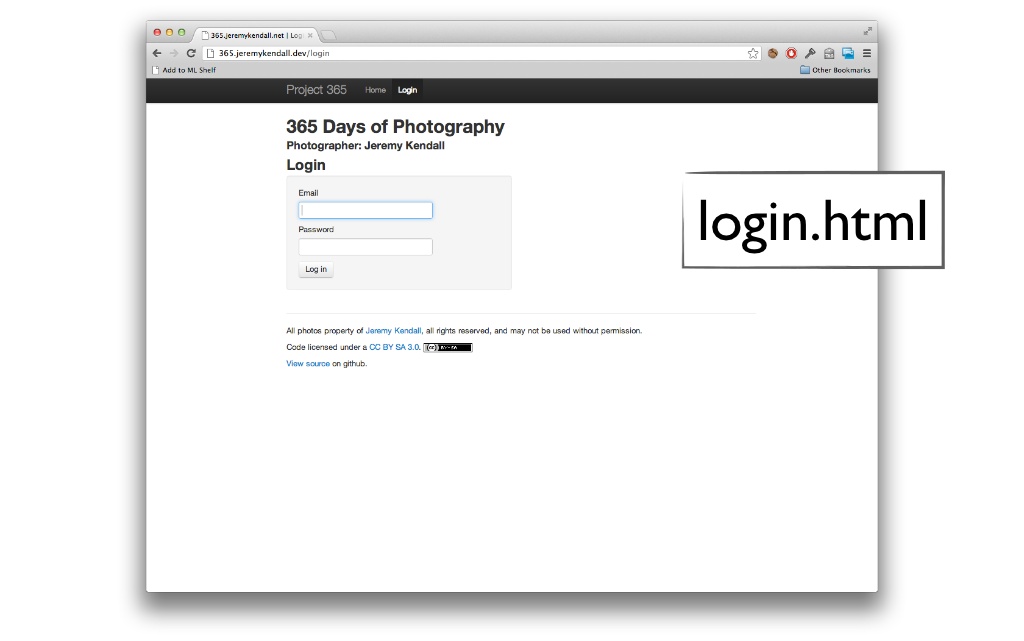 365.jeremykendall.net | Log
365.jeremykendall.dev/login
Add to ML Shelf
Other Bookmarks
Project 365 Home Login
365 Days of Photography
Photographer: Jeremy Kendall
Login
Email
Password
Log in
login.html
All photos property of Jeremy Kendall, all rights reserved, and may not be used without permission.
Code licensed under a CC BY SA 3.0. (cc) BY-SA
View source on github.